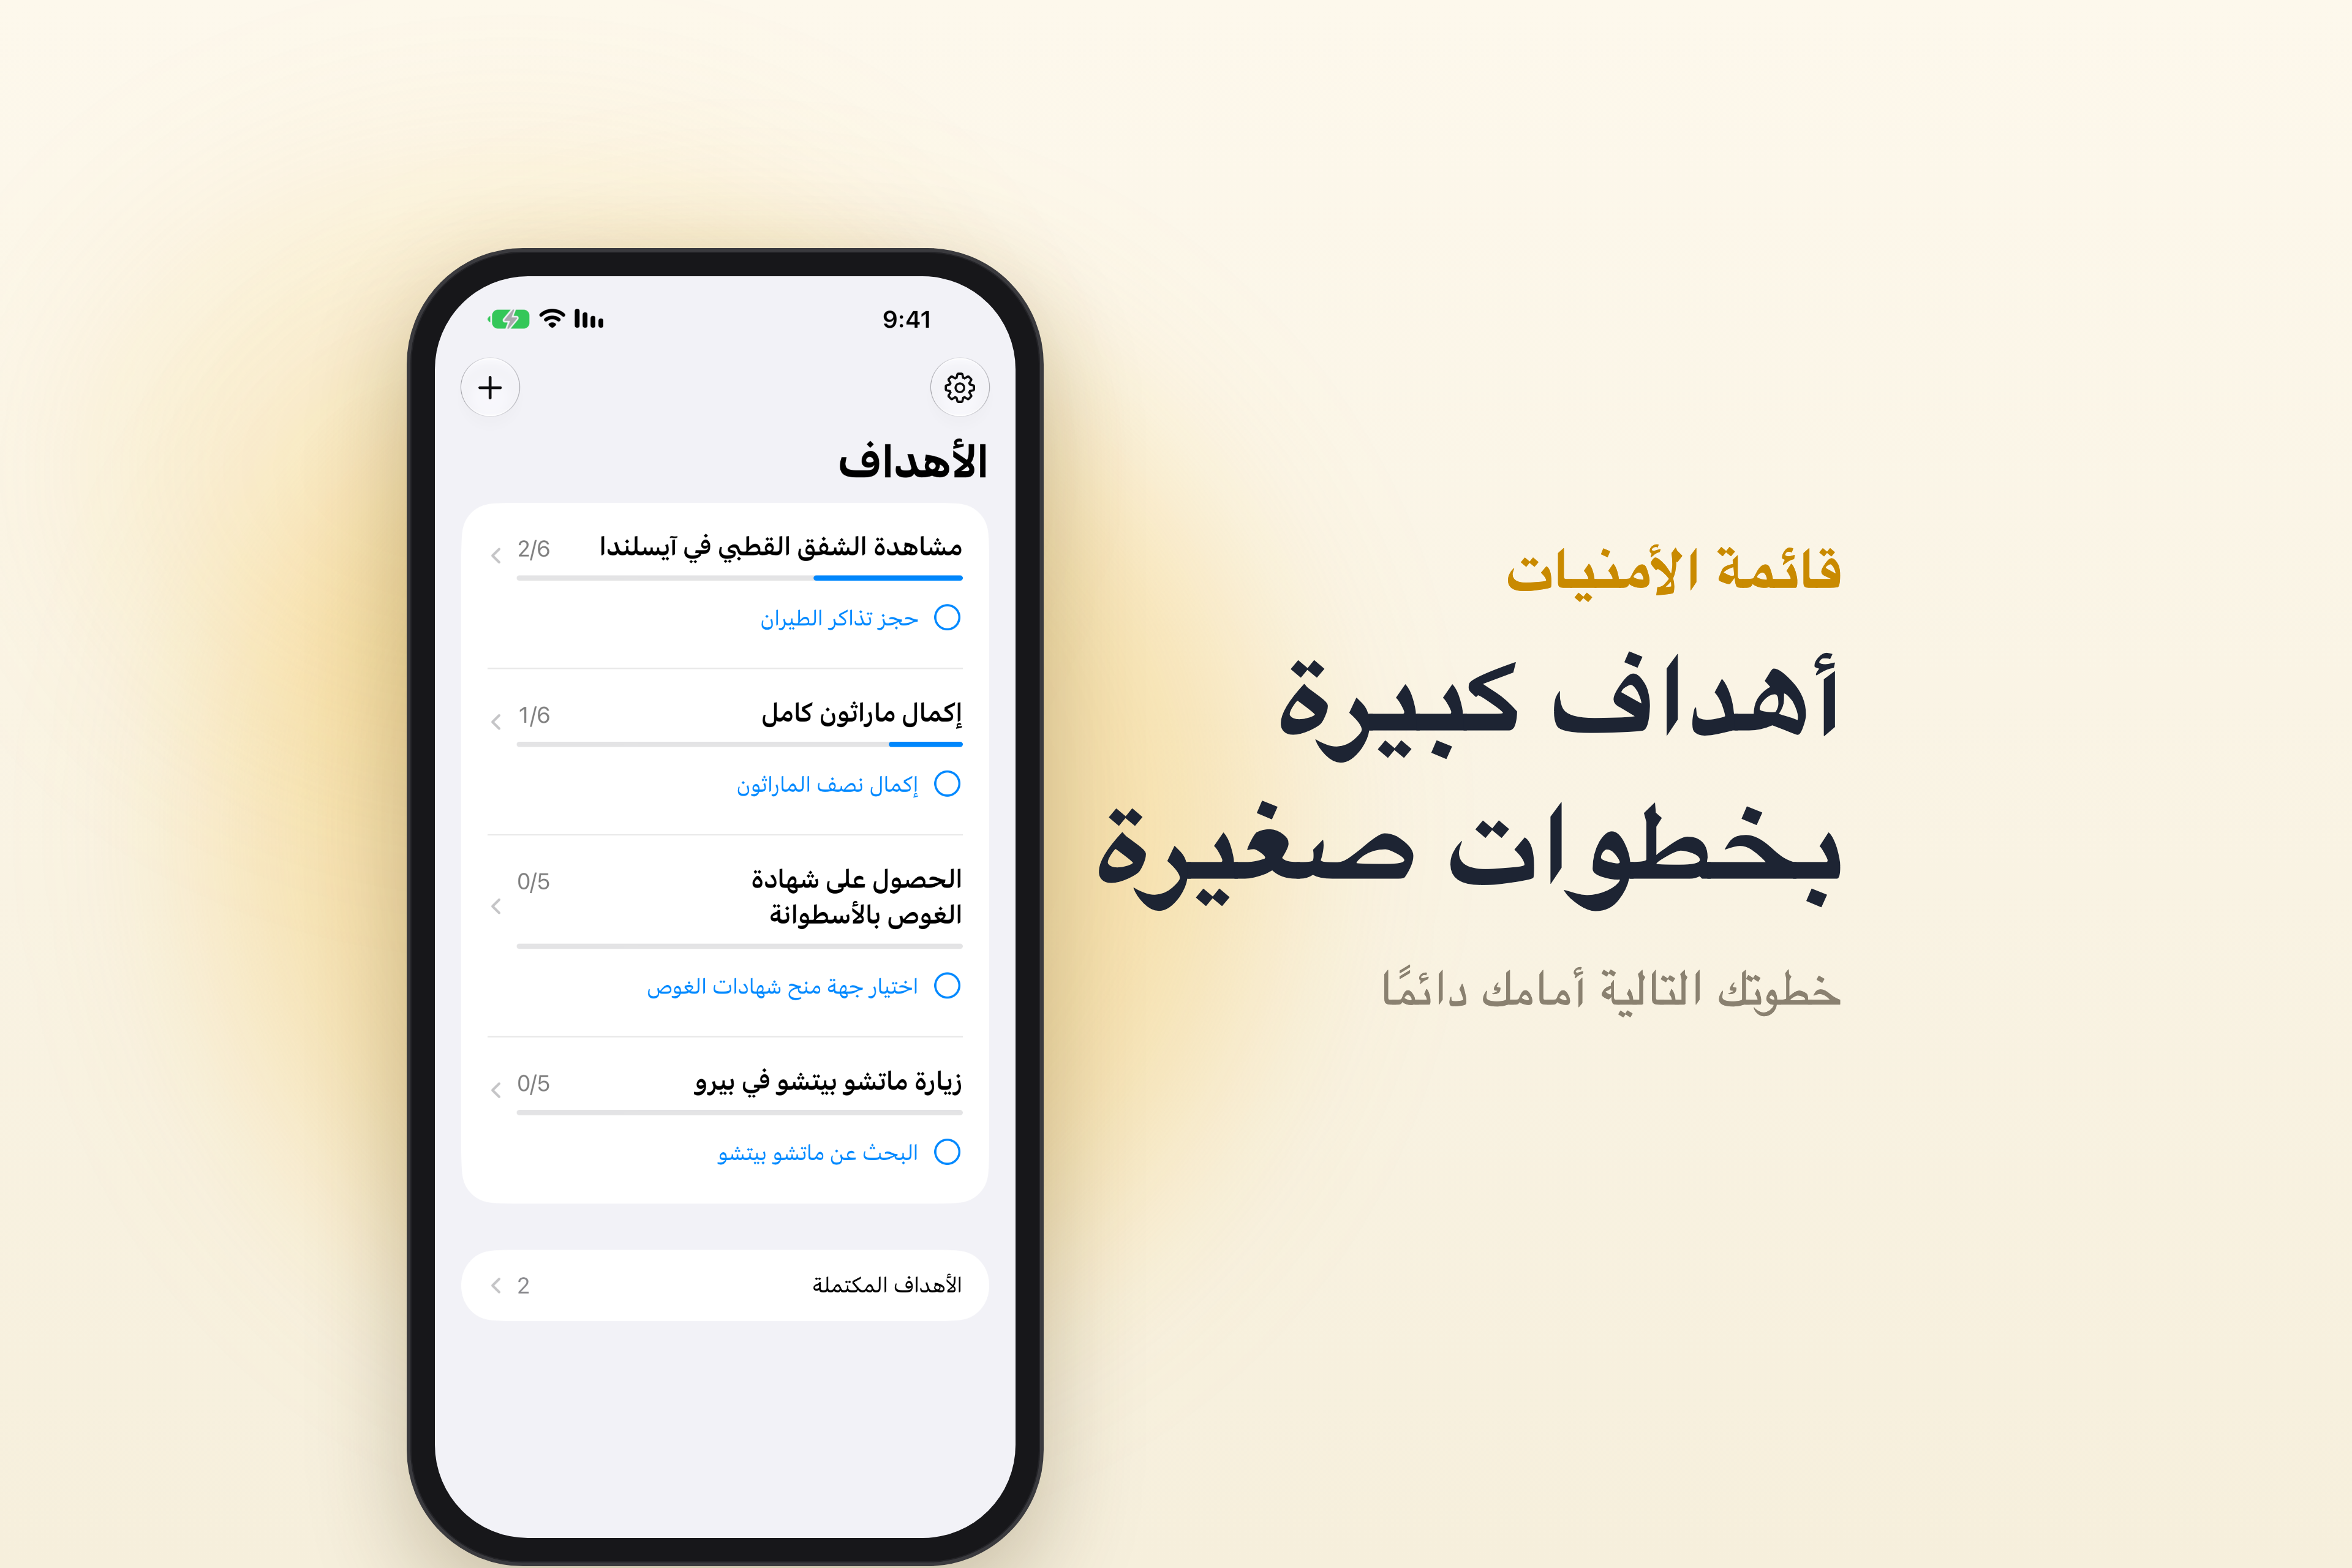 قائمة الأمنيات
أهداف كبيرة
بخطوات صغيرة
خطوتك التالية أمامك دائمًا
9:41
الأهداف
مشاهدة الشفق القطبي في آيسلندا 2/6
حجز تذاكر الطيران
إكمال ماراثون كامل 1/6
إكمال نصف الماراثون
الحصول على شهادة 0/5
الغوص بالأسطوانة
اختيار جهة منح شهادات الغوص
زيارة ماتشو بيتشو في بيرو 0/5
البحث عن ماتشو بيتشو
الأهداف المكتملة 2